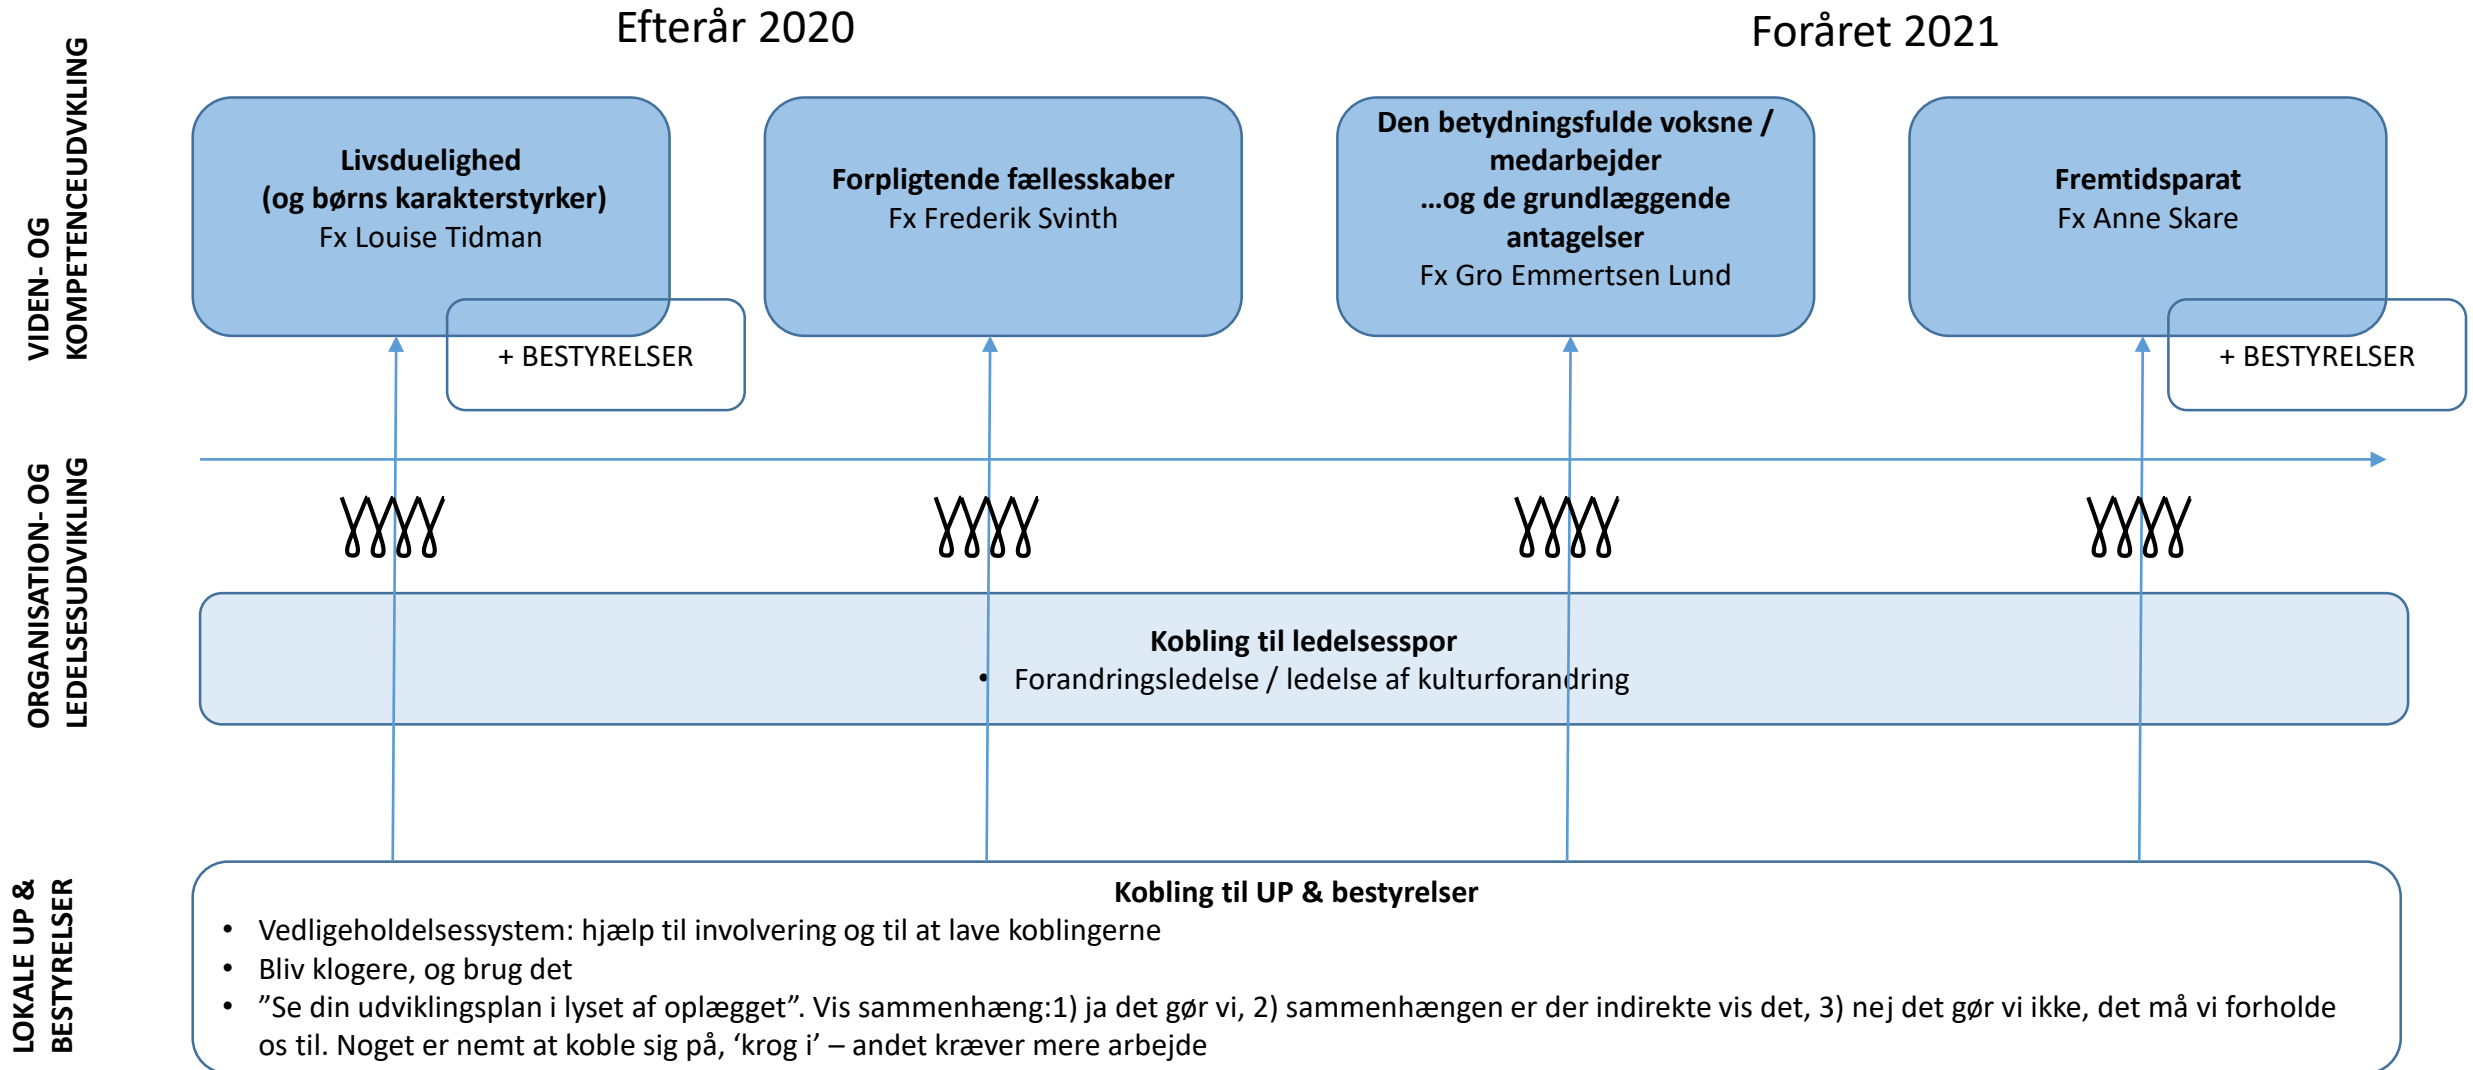 Efterår 2020
Foråret 2021
VIDEN- OG
KOMPETENCEUDVKLING
Livsduelighed
(og børns karakterstyrker)
Fx Louise Tidman
+ BESTYRELSER
Forpligtende fællesskaber
Fx Frederik Svinth
Den betydningsfulde voksne /
medarbejder
…og de grundlæggende
antagelser
Fx Gro Emmertsen Lund
Fremtidsparat
Fx Anne Skare
+ BESTYRELSER
ORGANISATION- OG
LEDELSESUDVIKLING
Kobling til ledelsesspor
• Forandringsledelse / ledelse af kulturforandring
LOKALE UP &
BESTYRELSER
Kobling til UP & bestyrelser
• Vedligeholdelsessystem: hjælp til involvering og til at lave koblingerne
• Bliv klogere, og brug det
• ”Se din udviklingsplan i lyset af oplægget”. Vis sammenhæng:1) ja det gør vi, 2) sammenhængen er der indirekte vis det, 3) nej det gør vi ikke, det må vi forholde
os til. Noget er nemt at koble sig på, ‘krog i’ – andet kræver mere arbejde